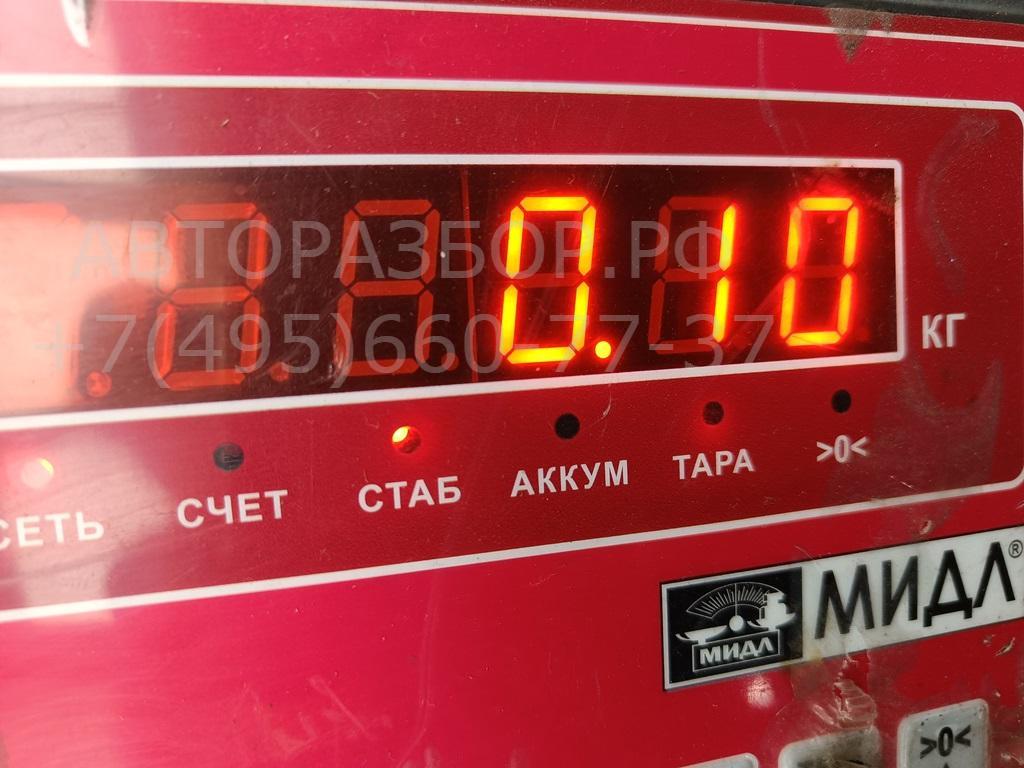 АВТОРАЗБОР.РФ
+7(495)660-77-37
0.10
КГ
СЕТЬ СЧЕТ СТАБ АККУМ ТАРА >0<
МИДЛ МИДЛ®
>0<